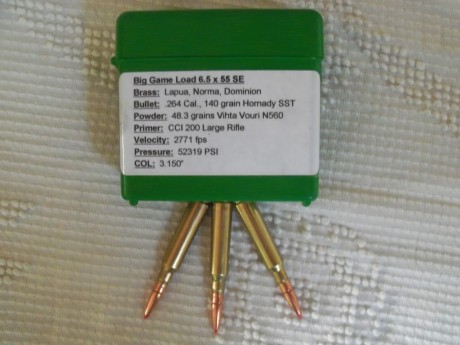 Big Game Load 6.5 x 55 SE
Brass: Lapua, Norma, Dominion
Bullet: .264 Cal., 140 grain Hornady SST
Powder: 48.3 grains Vihta Vouri N560
Primer: CCI 200 Large Rifle
Velocity: 2771 fps
Pressure: 52319 PSI
COL: 3.150"